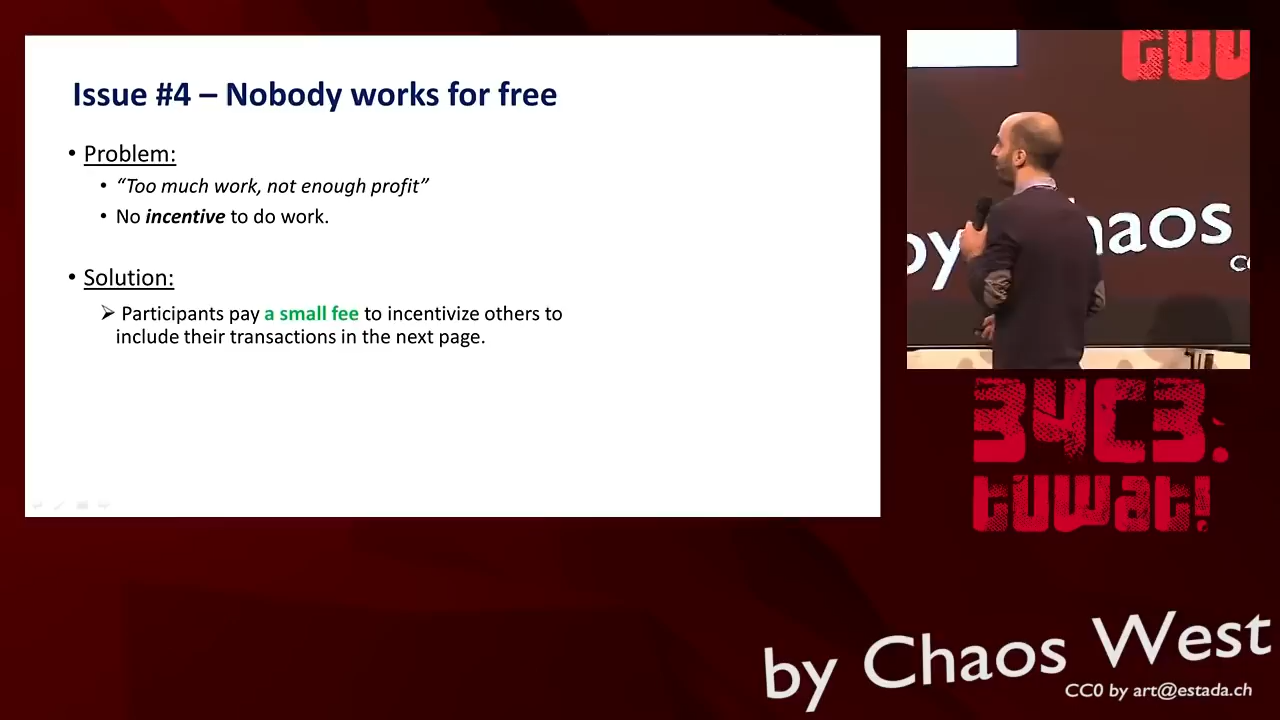 Issue #4 – Nobody works for free
• Problem:
• “Too much work, not enough profit”
• No incentive to do work.
• Solution:
➢ Participants pay a small fee to incentivize others to
include their transactions in the next page.
by Chaos
34C3.
tuwat!
by Chaos West
CC0 by art@estada.ch